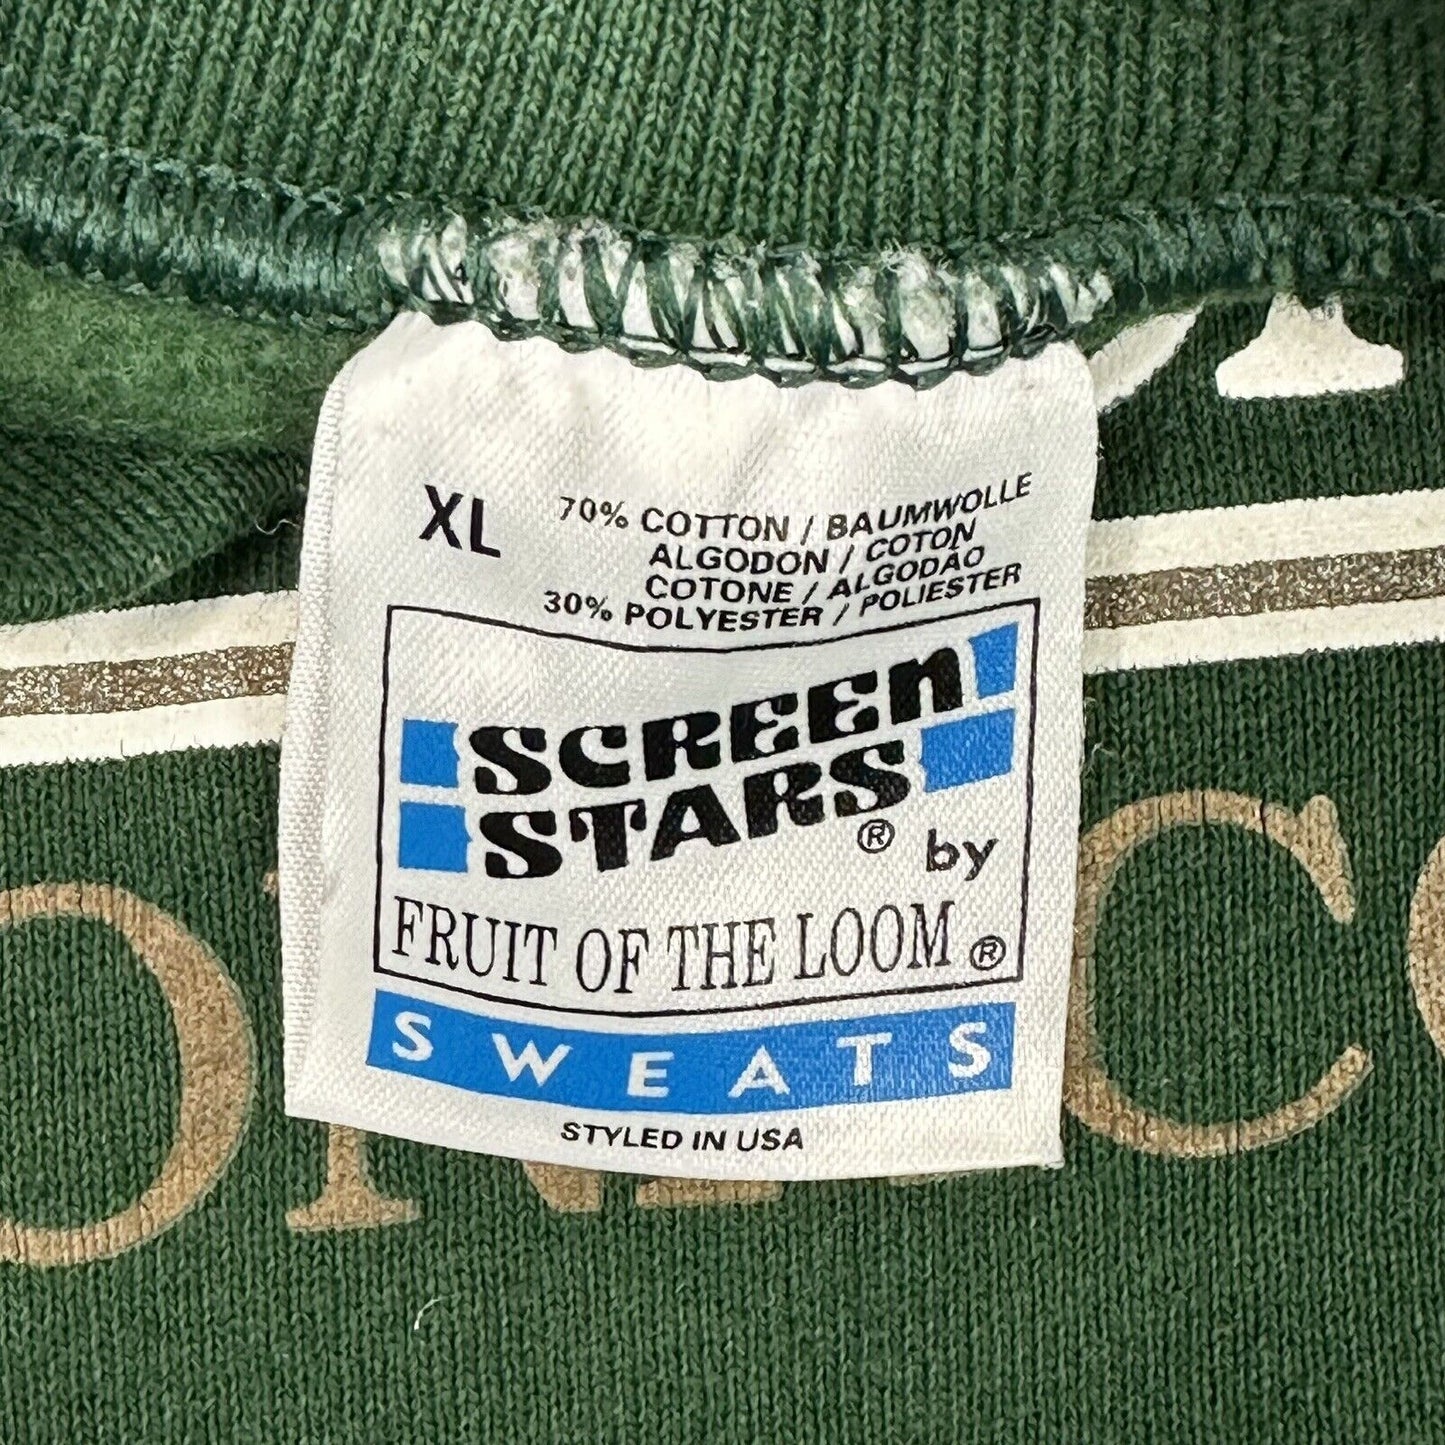 XL
70% COTTON / BAUMWOLLE
ALGODON / COTON
COTONE / ALGODÃO
30% POLYESTER / POLIESTER
SCREEN
STARS® by
FRUIT OF THE LOOM®
SWEATS
STYLED IN USA